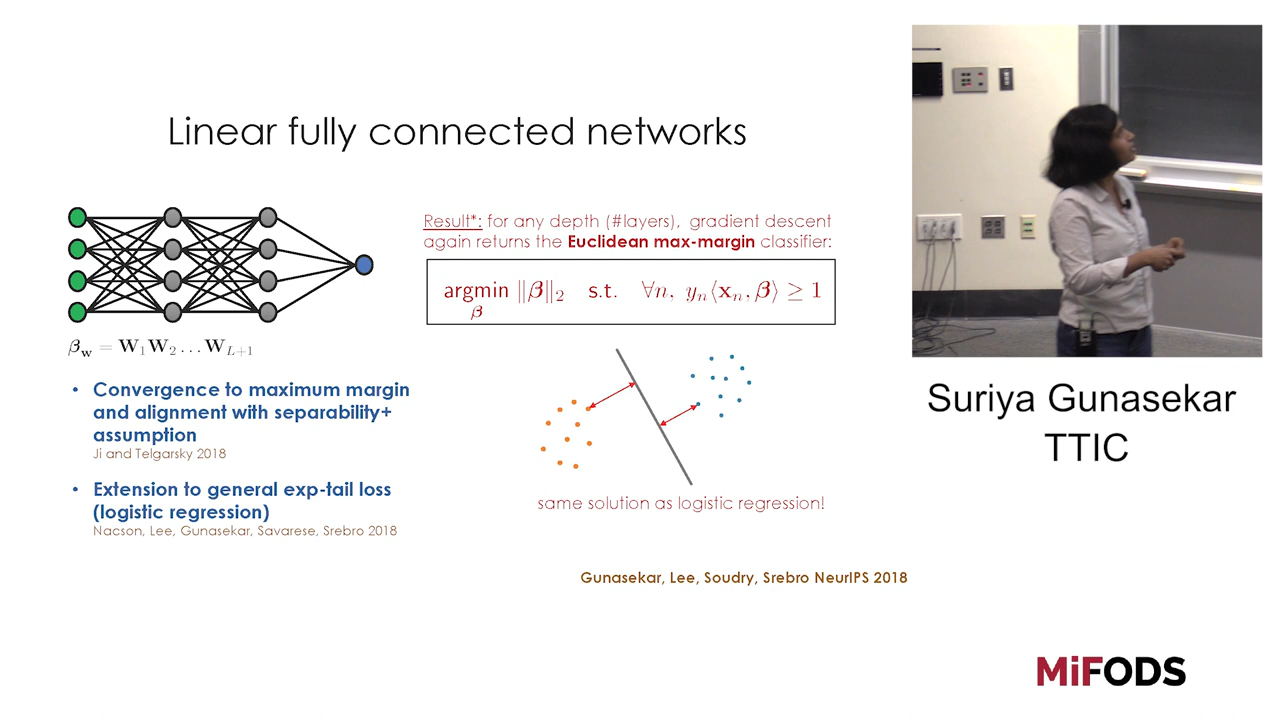 Linear fully connected networks
Result*: for any depth (#layers), gradient descent
again returns the Euclidean max-margin classifier:
argmin ‖β‖₂ s.t. ∀n, yₙ⟨xₙ, β⟩ ≥ 1
β
β_w = W₁W₂ … W_{L+1}
• Convergence to maximum margin
and alignment with separability+
assumption
Ji and Telgarsky 2018
• Extension to general exp-tail loss
(logistic regression)
Nacson, Lee, Gunasekar, Savarese, Srebro 2018
same solution as logistic regression!
Gunasekar, Lee, Soudry, Srebro NeurIPS 2018
Suriya Gunasekar
TTIC
MiFODS